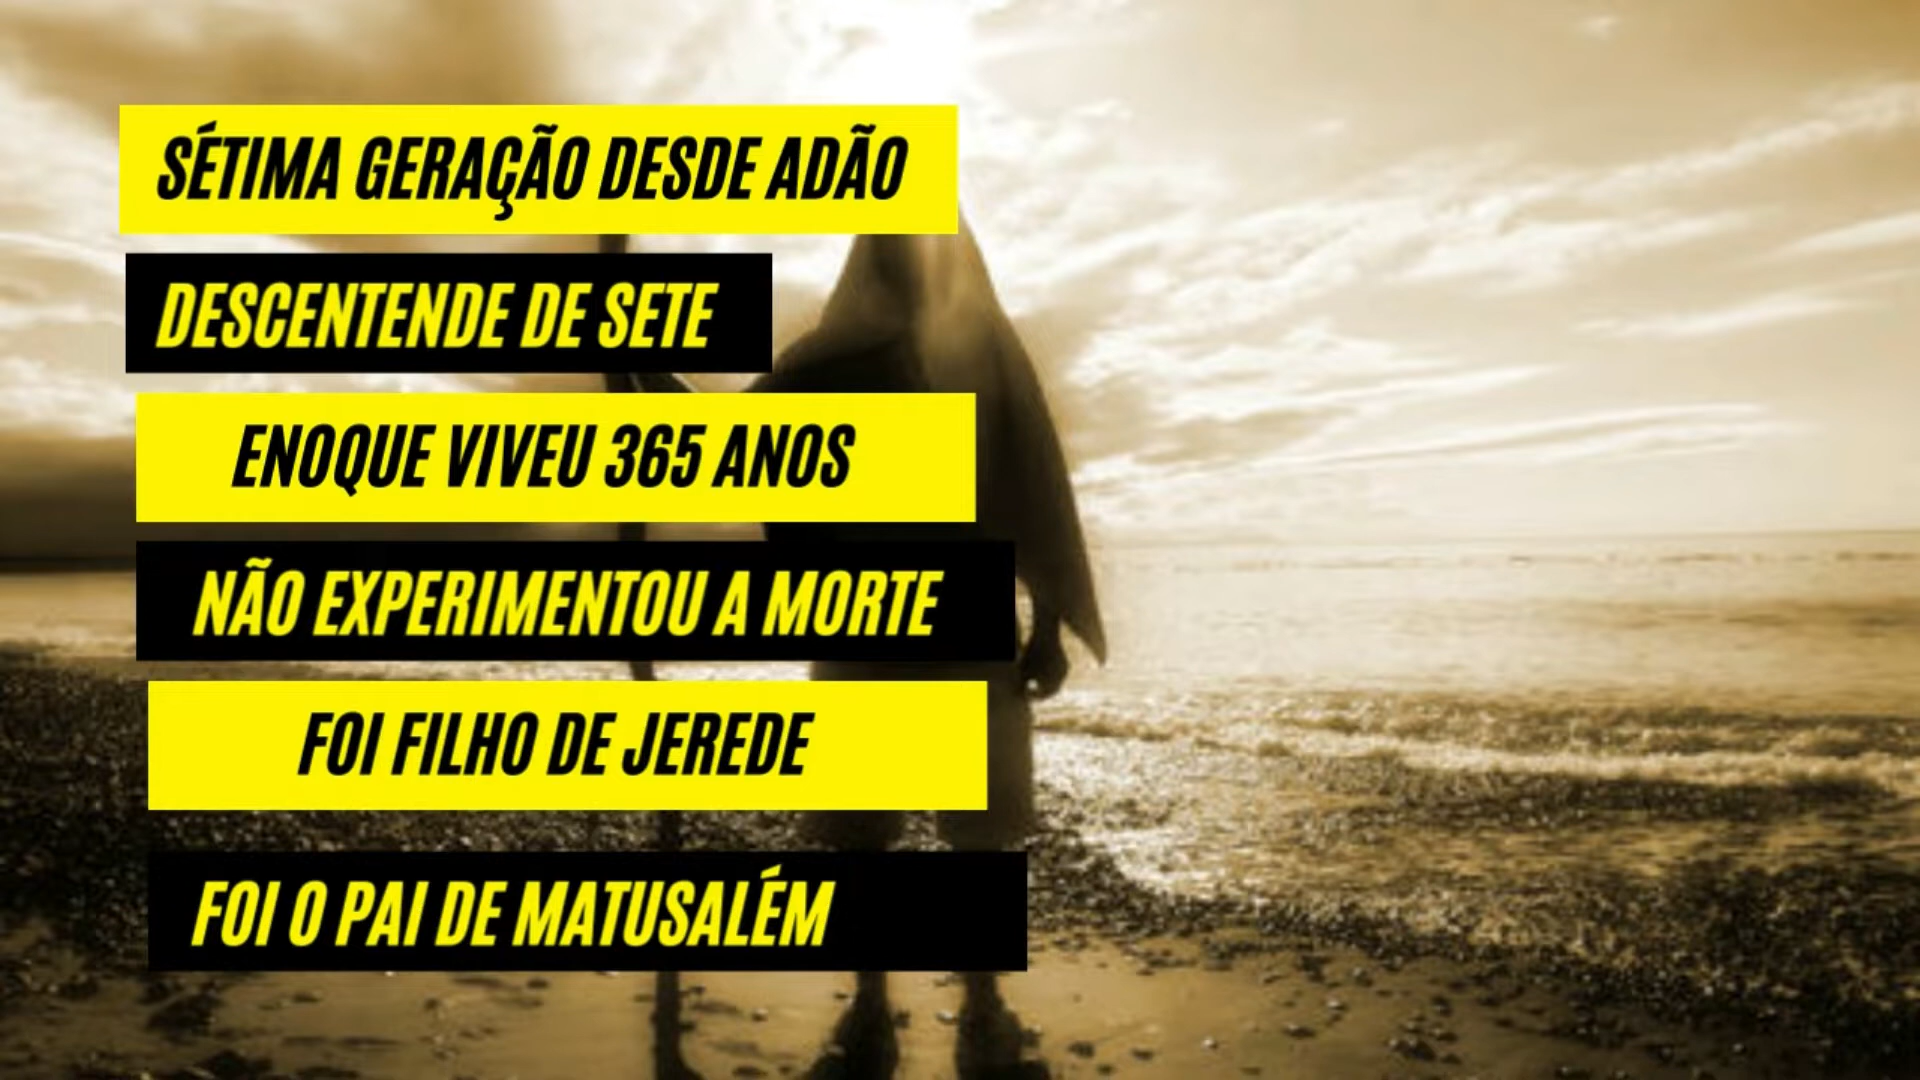 SÉTIMA GERAÇÃO DESDE ADÃO
DESCENTENDE DE SETE
ENOQUE VIVEU 365 ANOS
NÃO EXPERIMENTOU A MORTE
FOI FILHO DE JEREDE
FOI O PAI DE MATUSALÉM